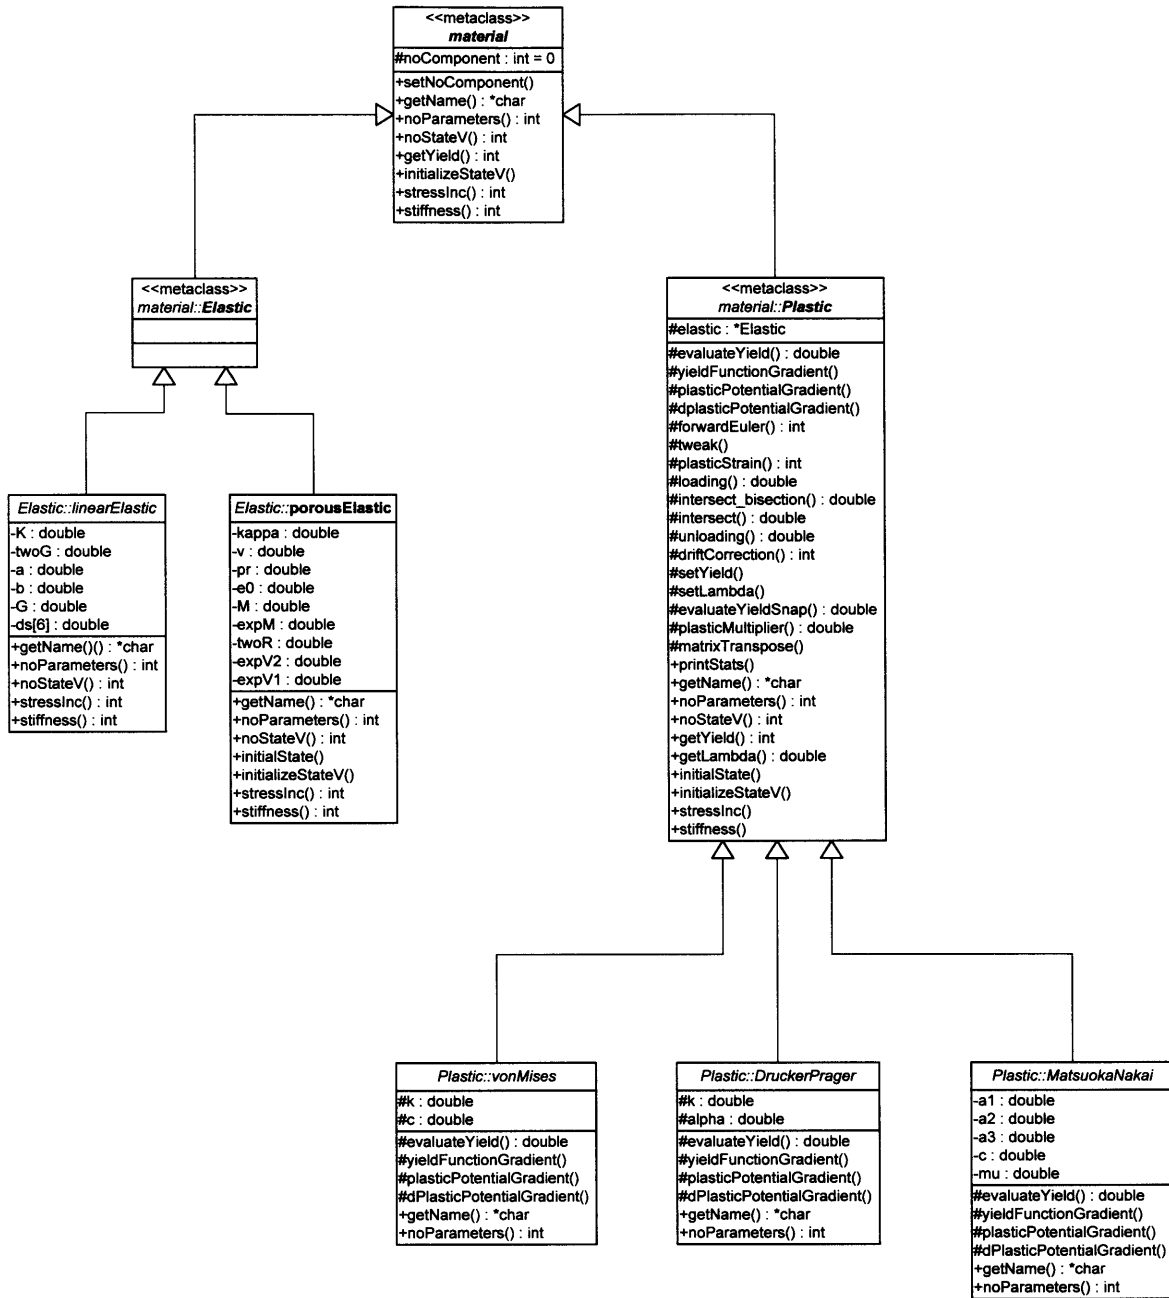 <<metaclass>>
material
#noComponent : int = 0
+setNoComponent()
+getName() : *char
+noParameters() : int
+noStateV() : int
+getYield() : int
+initializeStateV()
+stressInc() : int
+stiffness() : int
<<metaclass>>
material::Elastic
<<metaclass>>
material::Plastic
#elastic : *Elastic
#evaluateYield() : double
#yieldFunctionGradient()
#plasticPotentialGradient()
#dplasticPotentialGradient()
#forwardEuler() : int
#tweak()
#plasticStrain() : int
#loading() : double
#intersect_bisection() : double
#intersect() : double
#unloading() : double
#driftCorrection() : int
#setYield()
#setLambda()
#evaluateYieldSnap() : double
#plasticMultiplier() : double
#matrixTranspose()
+printStats()
+getName() : *char
+noParameters() : int
+noStateV() : int
+getYield() : int
+getLambda() : double
+initialState()
+initializeStateV()
+stressInc()
+stiffness()
Elastic::linearElastic
-K : double
-twoG : double
-a : double
-b : double
-G : double
-ds[6] : double
+getName()() : *char
+noParameters() : int
+noStateV() : int
+stressInc() : int
+stiffness() : int
Elastic::porousElastic
-kappa : double
-v : double
-pr : double
-e0 : double
-M : double
-expM : double
-twoR : double
-expV2 : double
-expV1 : double
+getName() : *char
+noParameters() : int
+noStateV() : int
+initialState()
+initializeStateV()
+stressInc() : int
+stiffness() : int
Plastic::vonMises
#k : double
#c : double
#evaluateYield() : double
#yieldFunctionGradient()
#plasticPotentialGradient()
#dPlasticPotentialGradient()
+getName() : *char
+noParameters() : int
Plastic::DruckerPrager
#k : double
#alpha : double
#evaluateYield() : double
#yieldFunctionGradient()
#plasticPotentialGradient()
#dPlasticPotentialGradient()
+getName() : *char
+noParameters() : int
Plastic::MatsuokaNakai
-a1 : double
-a2 : double
-a3 : double
-c : double
-mu : double
#evaluateYield() : double
#yieldFunctionGradient()
#plasticPotentialGradient()
#dPlasticPotentialGradient()
+getName() : *char
+noParameters() : int